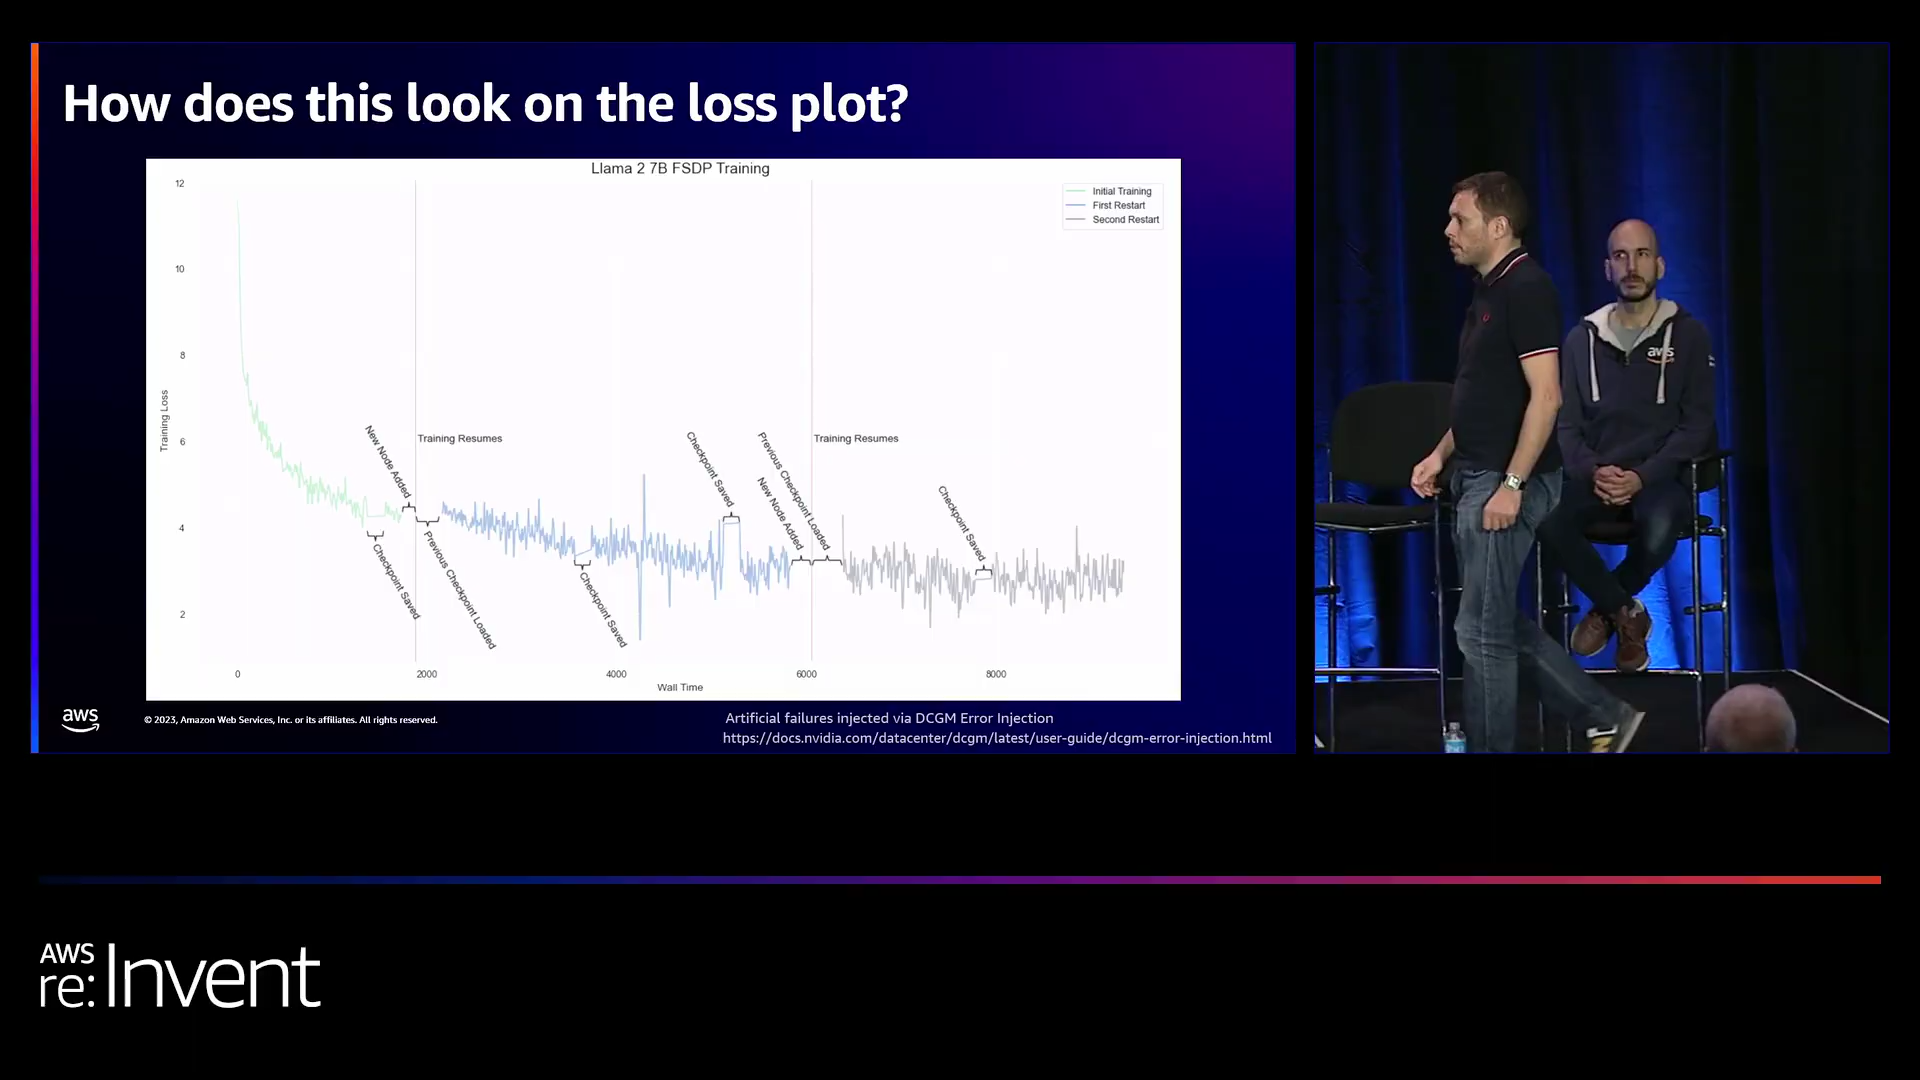 How does this look on the loss plot?
Llama 2 7B FSDP Training
12
10
8
6
4
2
Training Loss
Initial Training
First Restart
Second Restart
New Node Added
Training Resumes
Checkpoint Saved
Previous Checkpoint Loaded
Checkpoint Saved
Checkpoint Saved
Previous Checkpoint Loaded
New Node Added
Training Resumes
Checkpoint Saved
0
2000
4000
6000
8000
Wall Time
aws
© 2023, Amazon Web Services, Inc. or its affiliates. All rights reserved.
Artificial failures injected via DCGM Error Injection
https://docs.nvidia.com/datacenter/dcgm/latest/user-guide/dcgm-error-injection.html
aws
AWS
re:Invent